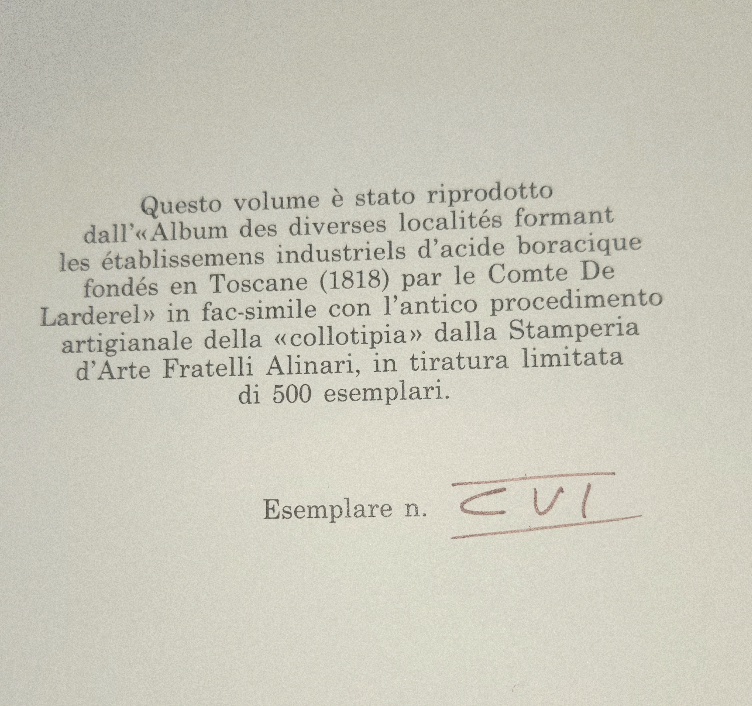 Questo volume è stato riprodotto
dall'«Album des diverses localités formant
les établissemens industriels d'acide boracique
fondés en Toscane (1818) par le Comte De
Larderel» in fac-simile con l'antico procedimento
artigianale della «collotipia» dalla Stamperia
d'Arte Fratelli Alinari, in tiratura limitata
di 500 esemplari.
Esemplare n. CVI